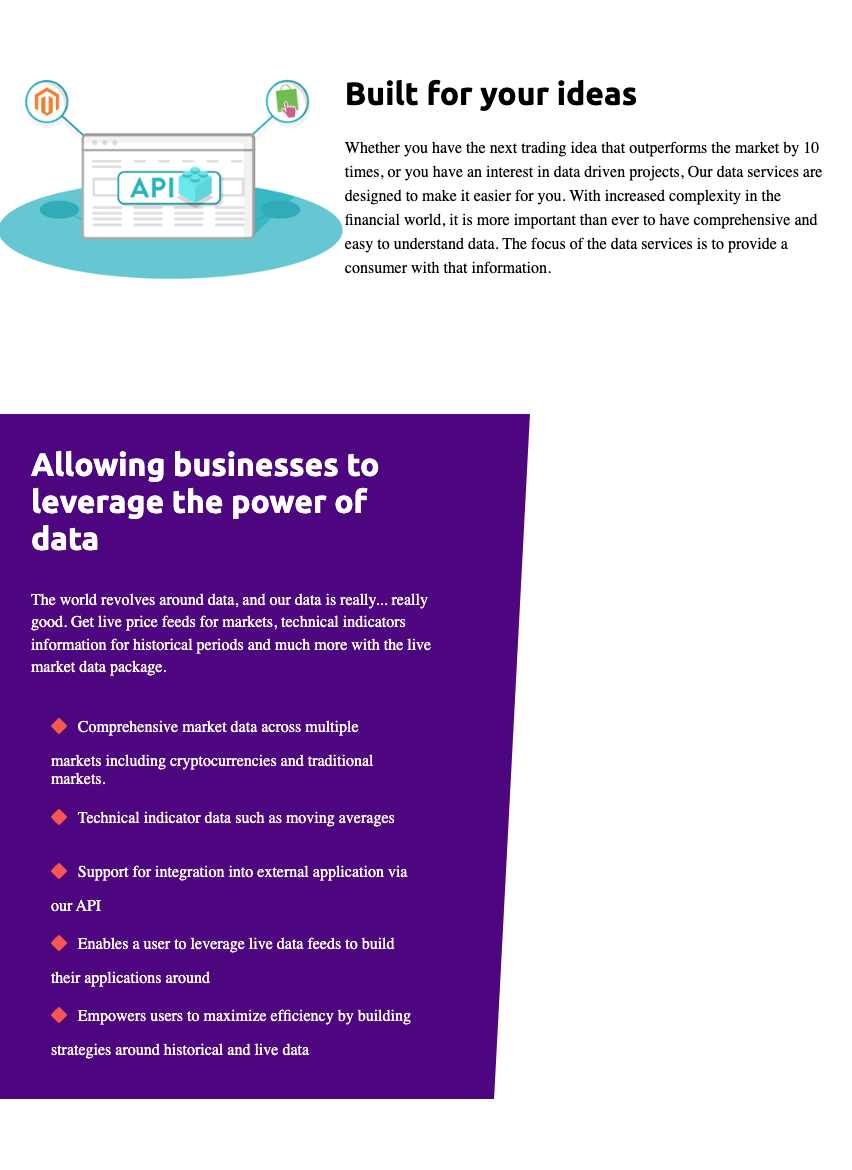 API
Built for your ideas
Whether you have the next trading idea that outperforms the market by 10
times, or you have an interest in data driven projects, Our data services are
designed to make it easier for you. With increased complexity in the
financial world, it is more important than ever to have comprehensive and
easy to understand data. The focus of the data services is to provide a
consumer with that information.
Allowing businesses to
leverage the power of
data
The world revolves around data, and our data is really... really
good. Get live price feeds for markets, technical indicators
information for historical periods and much more with the live
market data package.
Comprehensive market data across multiple
markets including cryptocurrencies and traditional
markets.
Technical indicator data such as moving averages
Support for integration into external application via
our API
Enables a user to leverage live data feeds to build
their applications around
Empowers users to maximize efficiency by building
strategies around historical and live data